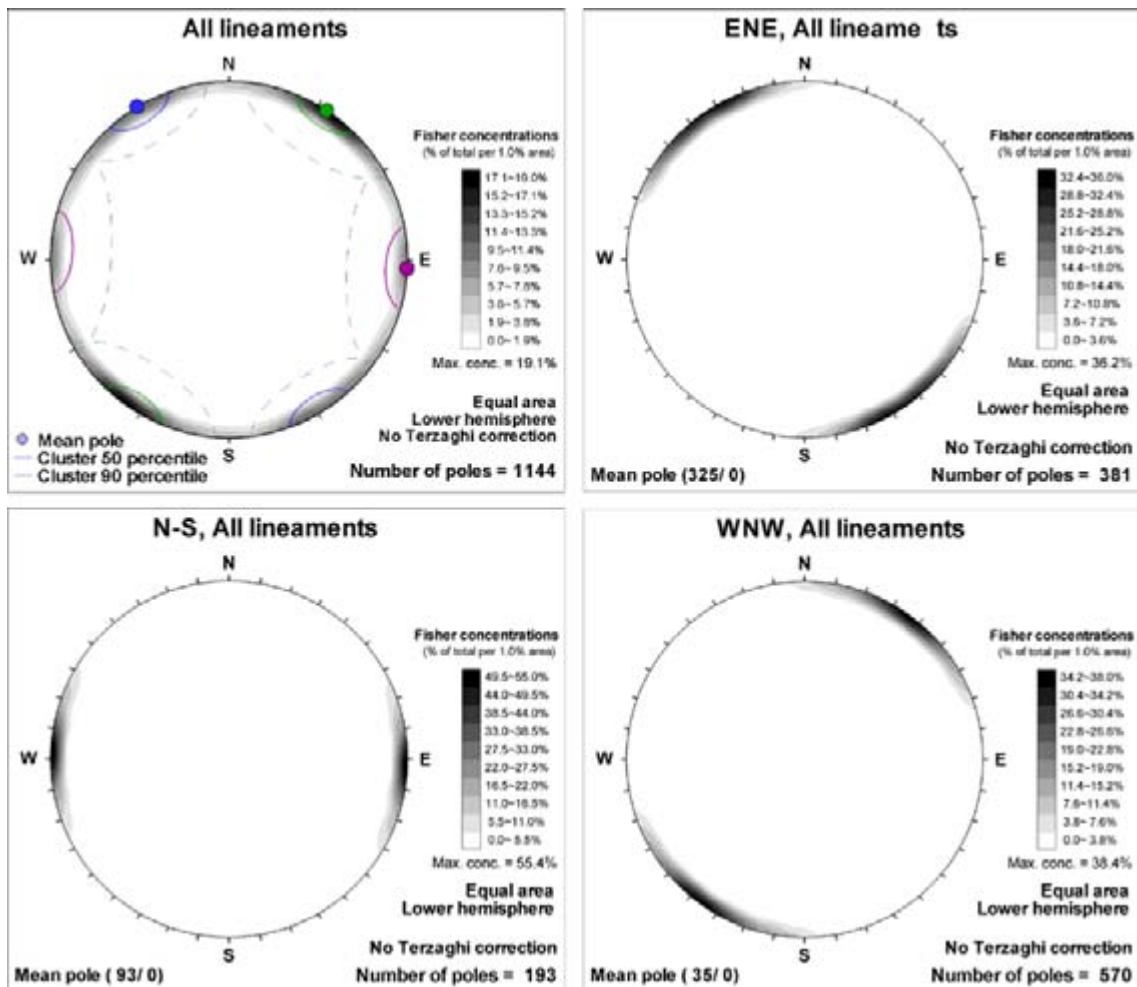 All lineaments
N
W
E
S
Fisher concentrations
(% of total per 1.0% area)
17.1~19.0%
15.2~17.1%
13.3~15.2%
11.4~13.3%
9.5~11.4%
7.6~9.5%
5.7~7.6%
3.8~5.7%
1.9~3.8%
0.0~1.9%
Max. conc. = 19.1%
Equal area
Lower hemisphere
No Terzaghi correction
Mean pole
Cluster 50 percentile
Cluster 90 percentile
Number of poles = 1144
ENE, All lineame ts
N
W
E
S
Fisher concentrations
(% of total per 1.0% area)
32.4~36.0%
28.8~32.4%
25.2~28.8%
21.6~25.2%
18.0~21.6%
14.4~18.0%
10.8~14.4%
7.2~10.8%
3.6~7.2%
0.0~3.6%
Max. conc. = 36.2%
Equal area
Lower hemisphere
No Terzaghi correction
Mean pole (325/ 0)
Number of poles = 381
N-S, All lineaments
N
W
E
S
Fisher concentrations
(% of total per 1.0% area)
49.5~55.0%
44.0~49.5%
38.5~44.0%
33.0~38.5%
27.5~33.0%
22.0~27.5%
16.5~22.0%
11.0~16.5%
5.5~11.0%
0.0~5.5%
Max. conc. = 55.4%
Equal area
Lower hemisphere
No Terzaghi correction
Mean pole ( 93/ 0)
Number of poles = 193
WNW, All lineaments
N
W
E
S
Fisher concentrations
(% of total per 1.0% area)
34.2~38.0%
30.4~34.2%
26.6~30.4%
22.8~26.6%
19.0~22.8%
15.2~19.0%
11.4~15.2%
7.6~11.4%
3.8~7.6%
0.0~3.8%
Max. conc. = 38.4%
Equal area
Lower hemisphere
No Terzaghi correction
Mean pole ( 35/ 0)
Number of poles = 570